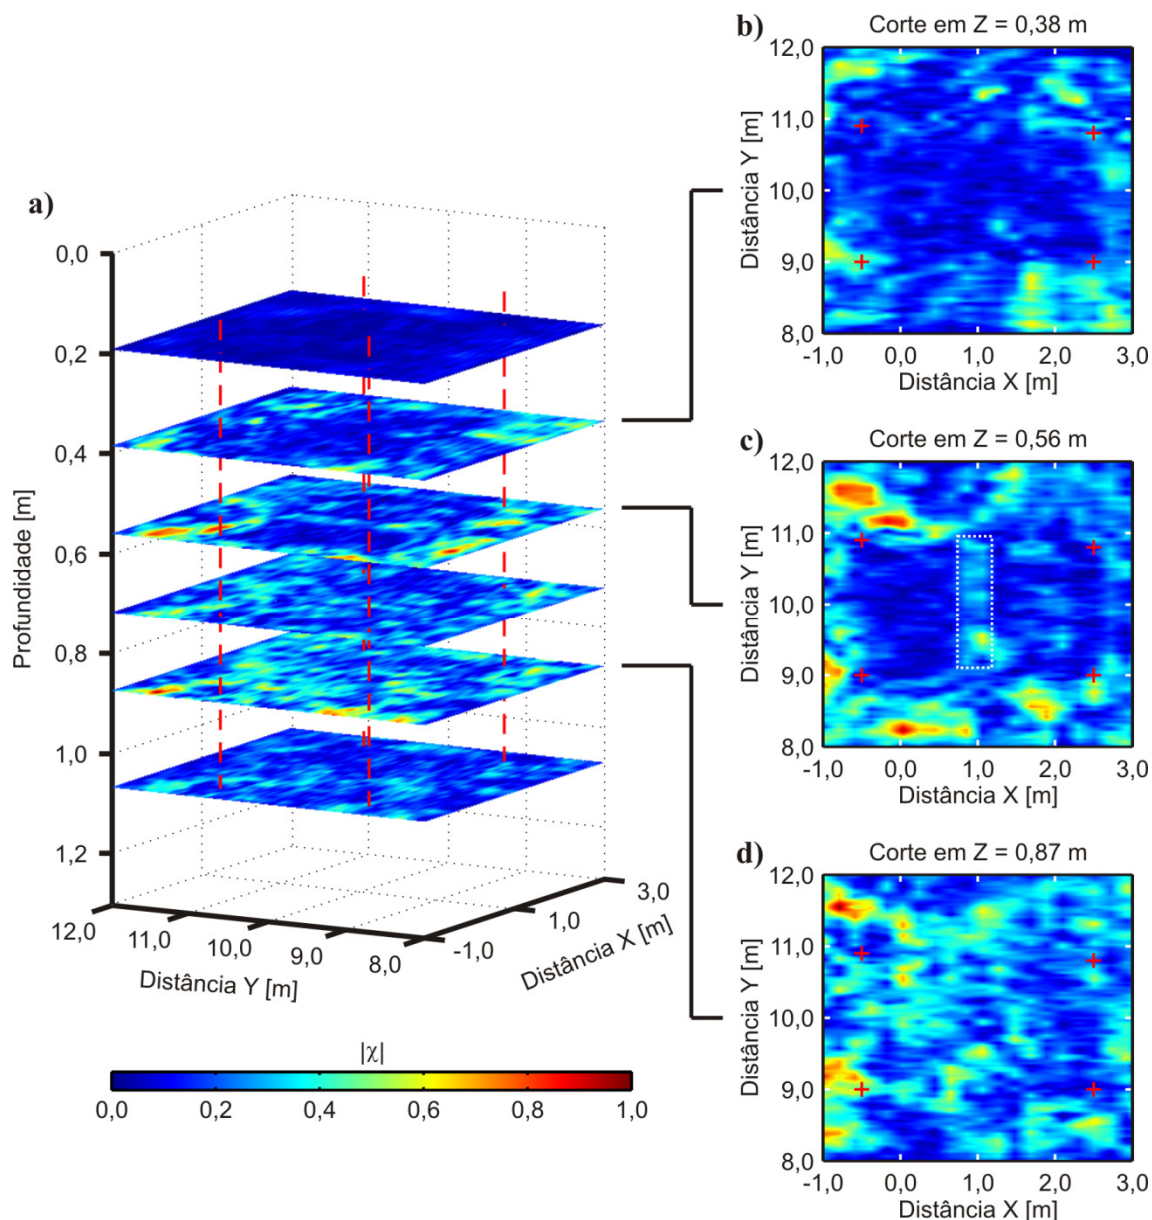 a)
0,0
0,2
0,4
0,6
0,8
1,0
1,2
Profundidade [m]
12,0
11,0
10,0
9,0
8,0
Distância Y [m]
-1,0
1,0
3,0
Distância X [m]
|χ|
0,0 0,2 0,4 0,6 0,8 1,0
b)
Corte em Z = 0,38 m
12,0
11,0
10,0
9,0
8,0
Distância Y [m]
-1,0 0,0 1,0 2,0 3,0
Distância X [m]
c)
Corte em Z = 0,56 m
12,0
11,0
10,0
9,0
8,0
Distância Y [m]
-1,0 0,0 1,0 2,0 3,0
Distância X [m]
d)
Corte em Z = 0,87 m
12,0
11,0
10,0
9,0
8,0
Distância Y [m]
-1,0 0,0 1,0 2,0 3,0
Distância X [m]